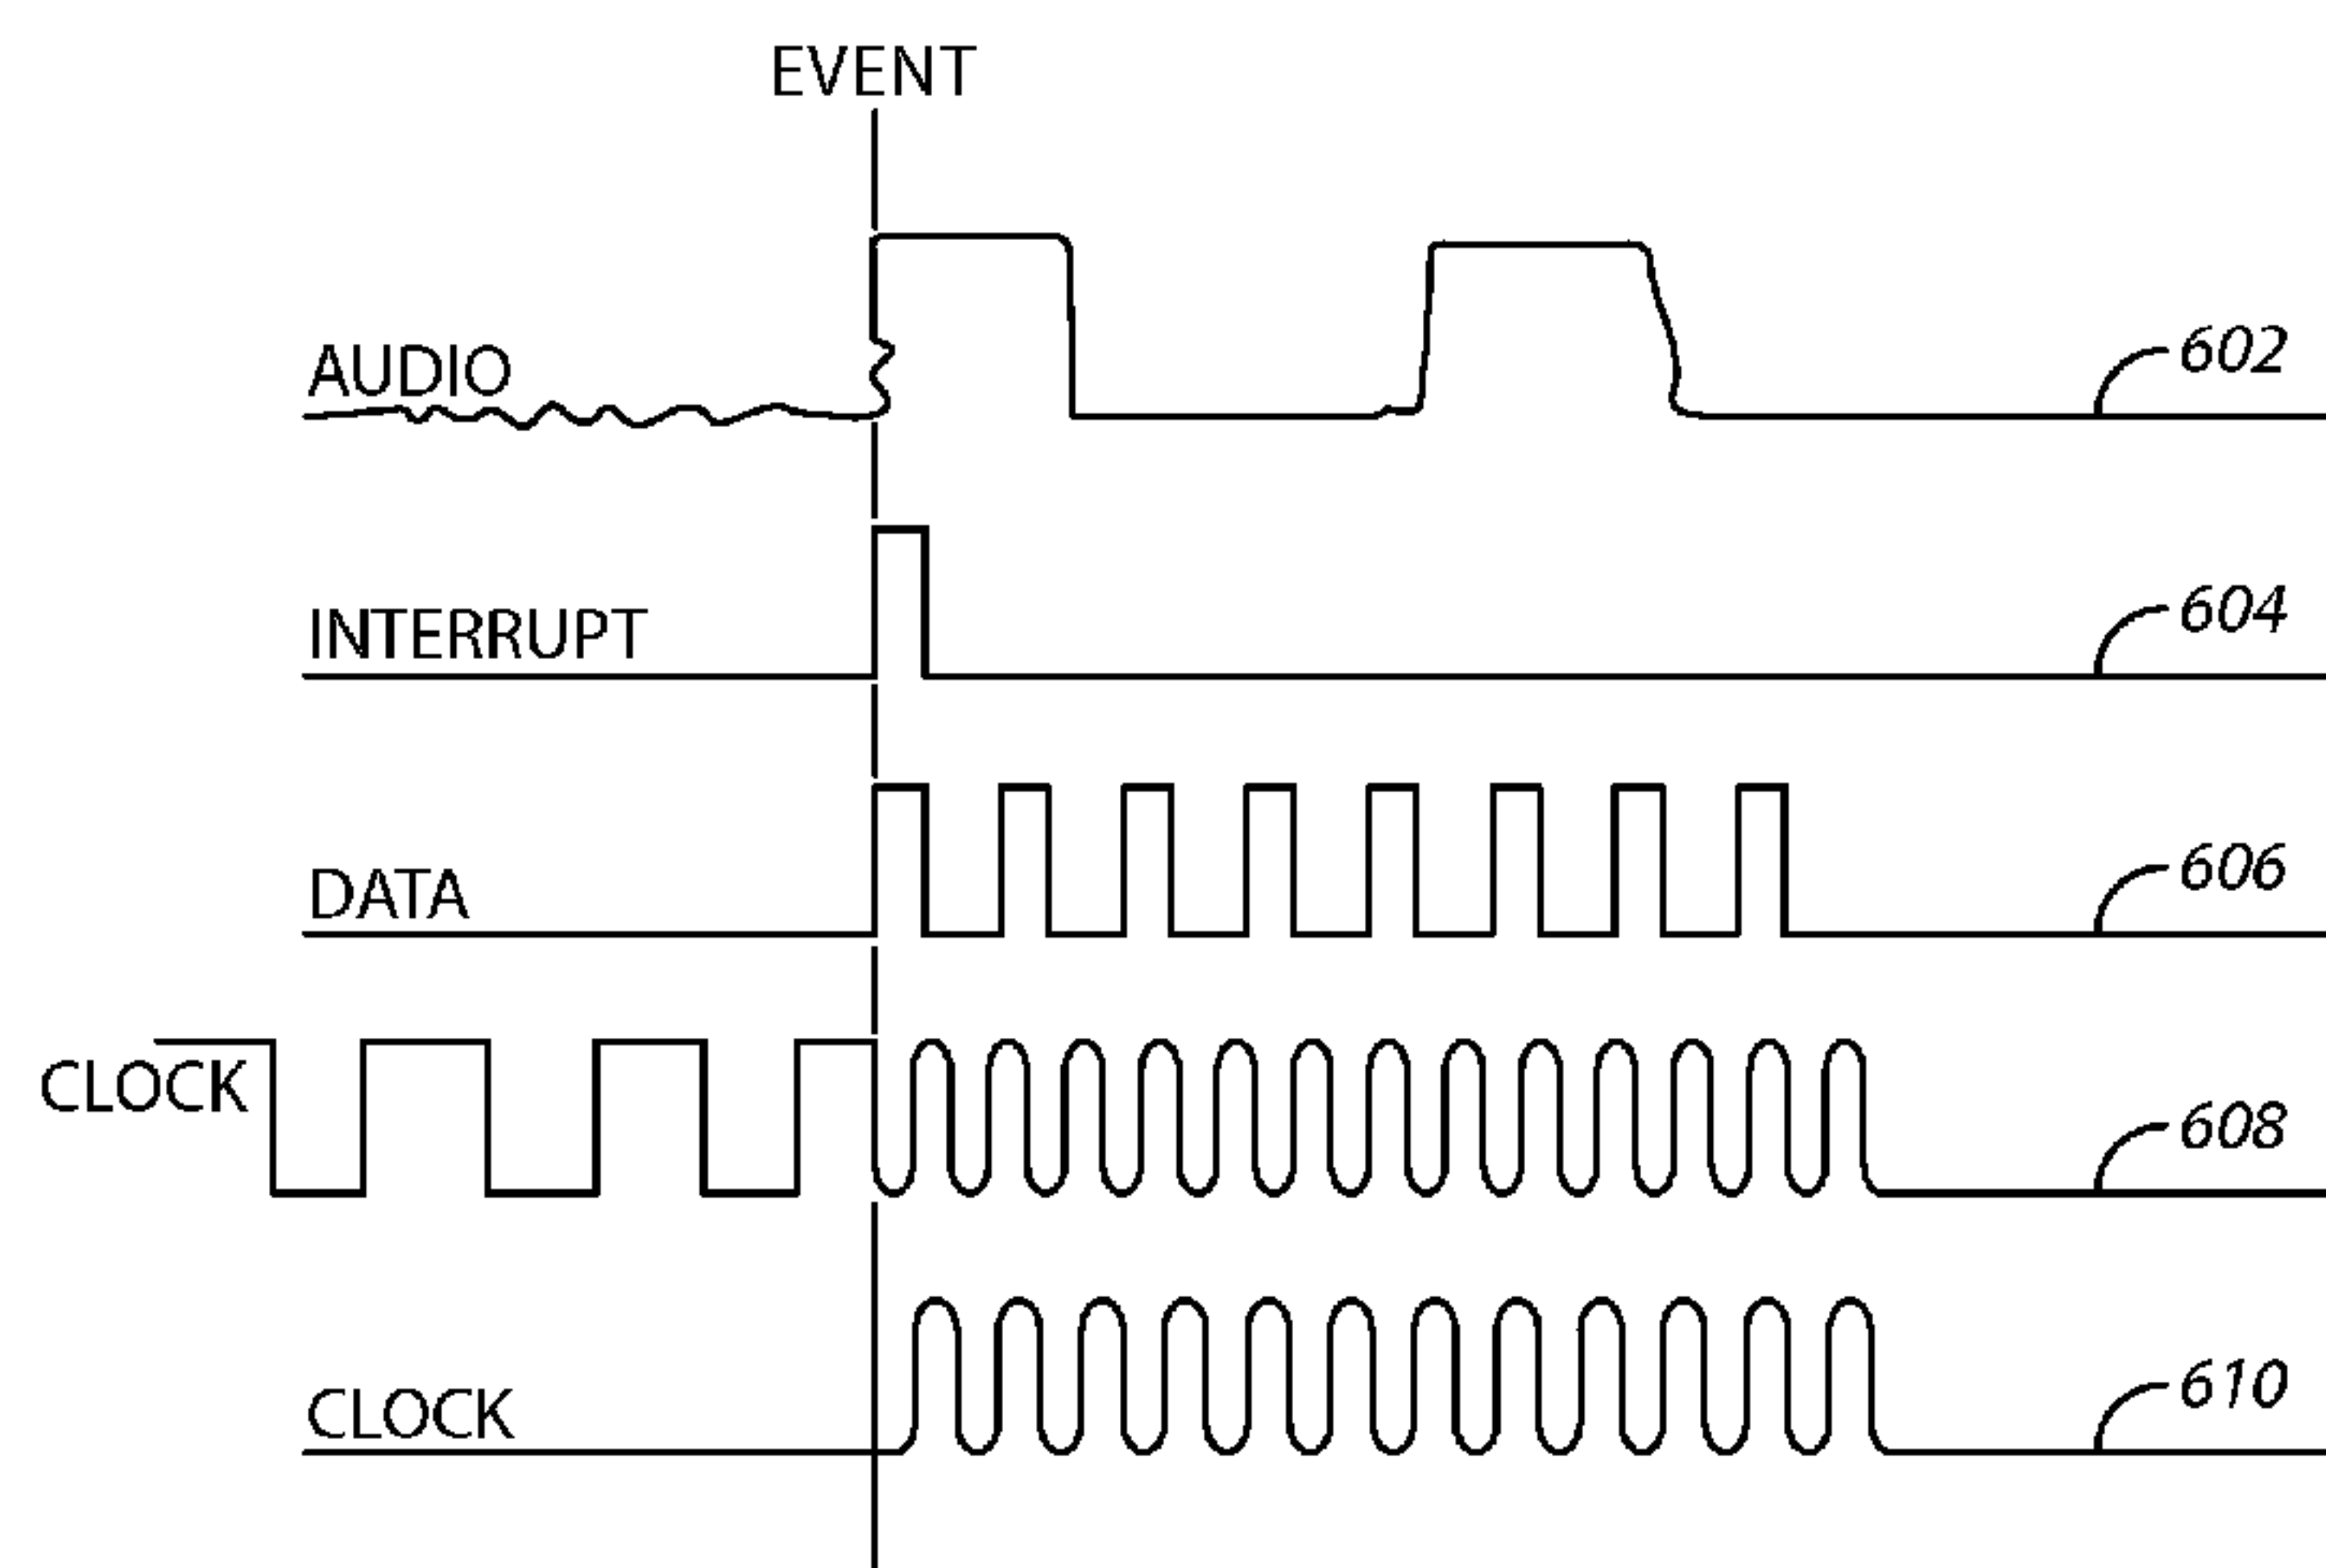 EVENT
AUDIO
602
INTERRUPT
604
DATA
606
CLOCK
608
CLOCK
610